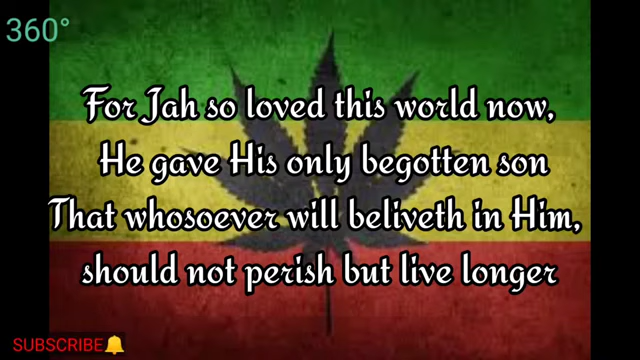 360°
For Jah so loved this world now,
He gave His only begotten son
That whosoever will beliveth in Him,
should not perish but live longer
SUBSCRIBE🔔